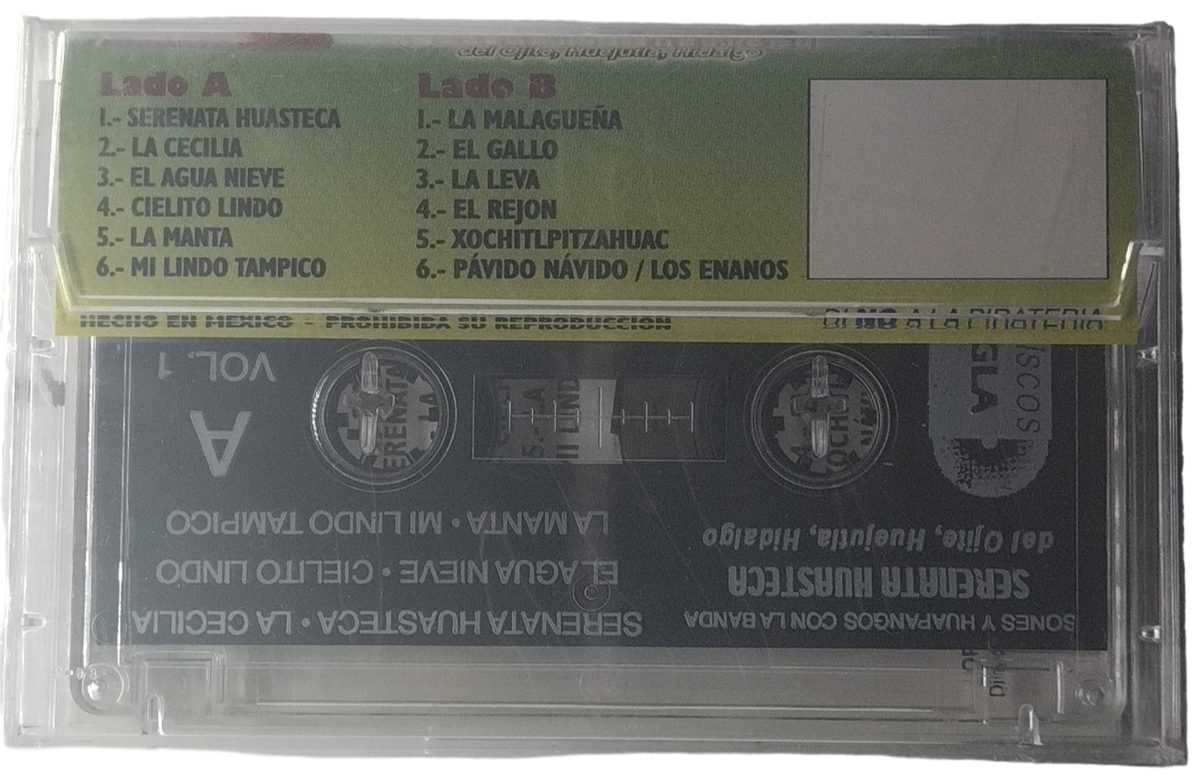 del Ojite, Huejutla, Hidalgo
Lado A
1.- SERENATA HUASTECA
2.- LA CECILIA
3.- EL AGUA NIEVE
4.- CIELITO LINDO
5.- LA MANTA
6.- MI LINDO TAMPICO
Lado B
1.- LA MALAGUEÑA
2.- EL GALLO
3.- LA LEVA
4.- EL REJON
5.- XOCHITLPITZAHUAC
6.- PÁVIDO NÁVIDO / LOS ENANOS
HECHO EN MEXICO - PROHIBIDA SU REPRODUCCION
DI NO A LA PIRATERIA
SONES Y HUAPANGOS CON LA BANDA
SERENATA HUASTECA
del Ojite, Huejutla, Hidalgo
SERENATA HUASTECA • LA CECILIA
EL AGUA NIEVE • CIELITO LINDO
LA MANTA • MI LINDO TAMPICO
A
VOL. 1